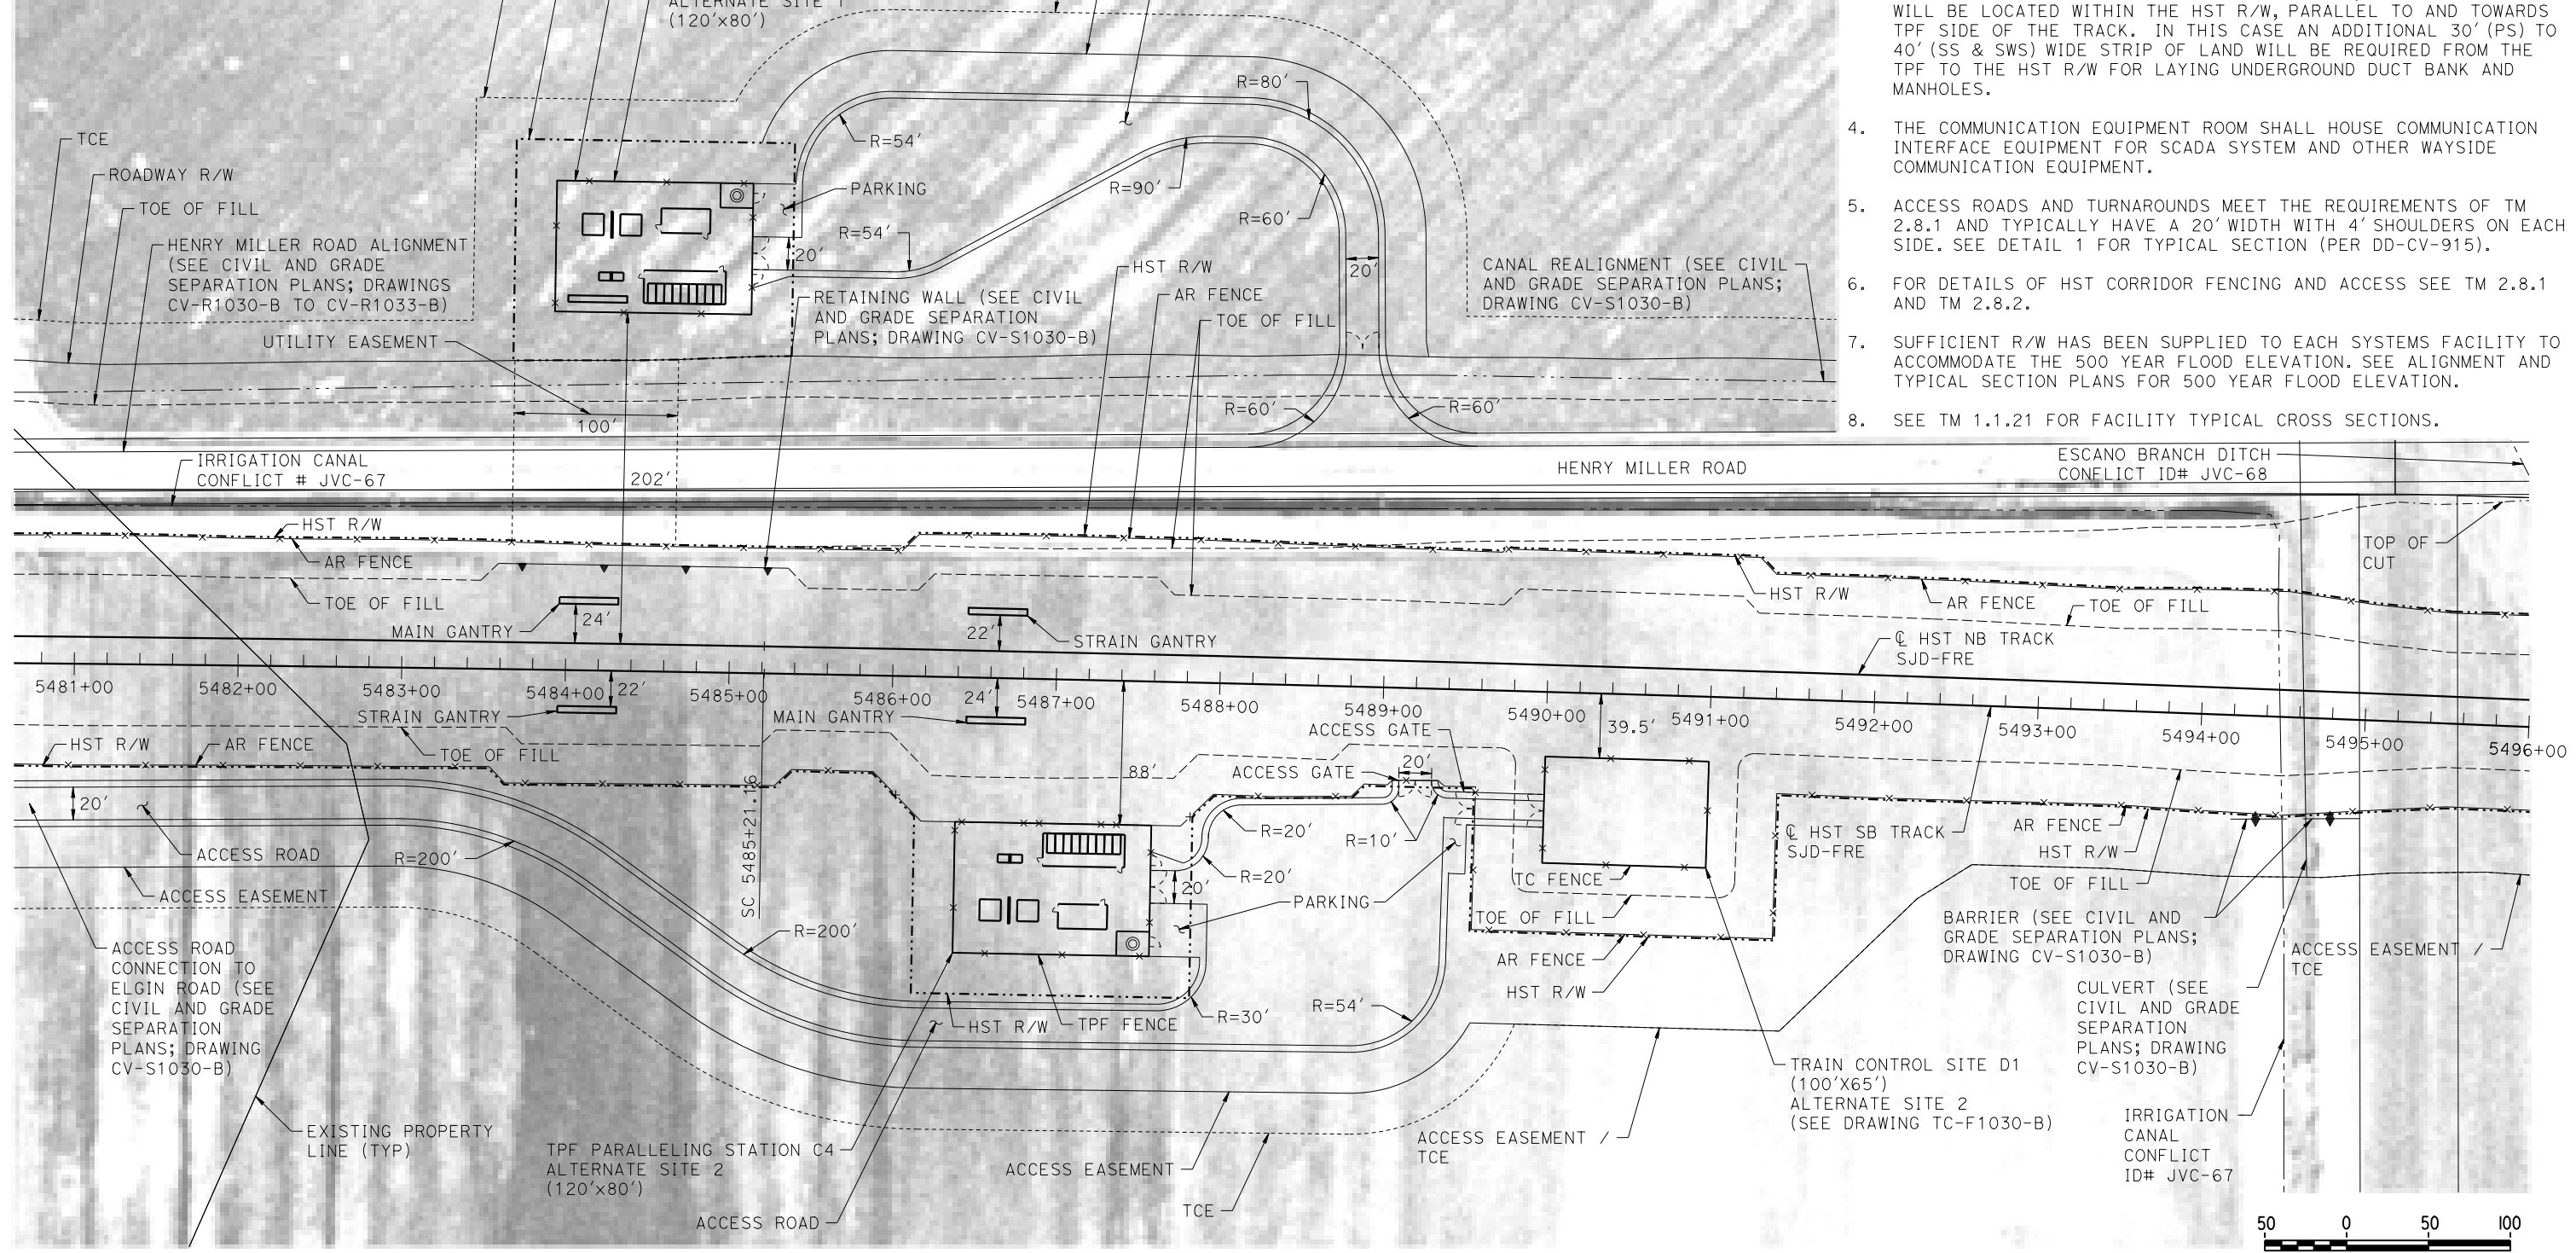 ALTERNATE SITE 1
(120'x80')
WILL BE LOCATED WITHIN THE HST R/W, PARALLEL TO AND TOWARDS
TPF SIDE OF THE TRACK. IN THIS CASE AN ADDITIONAL 30' (PS) TO
40' (SS & SWS) WIDE STRIP OF LAND WILL BE REQUIRED FROM THE
TPF TO THE HST R/W FOR LAYING UNDERGROUND DUCT BANK AND
MANHOLES.
4. THE COMMUNICATION EQUIPMENT ROOM SHALL HOUSE COMMUNICATION
INTERFACE EQUIPMENT FOR SCADA SYSTEM AND OTHER WAYSIDE
COMMUNICATION EQUIPMENT.
5. ACCESS ROADS AND TURNAROUNDS MEET THE REQUIREMENTS OF TM
2.8.1 AND TYPICALLY HAVE A 20' WIDTH WITH 4' SHOULDERS ON EACH
SIDE. SEE DETAIL 1 FOR TYPICAL SECTION (PER DD-CV-915).
6. FOR DETAILS OF HST CORRIDOR FENCING AND ACCESS SEE TM 2.8.1
AND TM 2.8.2.
7. SUFFICIENT R/W HAS BEEN SUPPLIED TO EACH SYSTEMS FACILITY TO
ACCOMMODATE THE 500 YEAR FLOOD ELEVATION. SEE ALIGNMENT AND
TYPICAL SECTION PLANS FOR 500 YEAR FLOOD ELEVATION.
8. SEE TM 1.1.21 FOR FACILITY TYPICAL CROSS SECTIONS.
TCE
ROADWAY R/W
TOE OF FILL
HENRY MILLER ROAD ALIGNMENT
(SEE CIVIL AND GRADE
SEPARATION PLANS; DRAWINGS
CV-R1030-B TO CV-R1033-B)
UTILITY EASEMENT
100'
R=54'
PARKING
R=54'
20'
R=80'
R=90'
R=60'
20'
RETAINING WALL (SEE CIVIL
AND GRADE SEPARATION
PLANS; DRAWING CV-S1030-B)
HST R/W
AR FENCE
TOE OF FILL
CANAL REALIGNMENT (SEE CIVIL
AND GRADE SEPARATION PLANS;
DRAWING CV-S1030-B)
R=60'
R=60'
IRRIGATION CANAL
CONFLICT # JVC-67
202'
HENRY MILLER ROAD
ESCANO BRANCH DITCH
CONFLICT ID# JVC-68
HST R/W
AR FENCE
TOE OF FILL
MAIN GANTRY
24'
22'
STRAIN GANTRY
HST R/W
AR FENCE
TOE OF FILL
TOP OF
CUT
℄ HST NB TRACK
SJD-FRE
5481+00
5482+00
5483+00
5484+00
22'
5485+00
5486+00
24'
5487+00
5488+00
5489+00
5490+00
39.5'
5491+00
5492+00
5493+00
5494+00
5495+00
5496+00
STRAIN GANTRY
MAIN GANTRY
HST R/W
AR FENCE
TOE OF FILL
20'
ACCESS ROAD
R=200'
ACCESS EASEMENT
SC 5485+21.16
88'
ACCESS GATE
ACCESS GATE
20'
R=20'
R=10'
R=20'
20'
PARKING
TC FENCE
TOE OF FILL
AR FENCE
HST R/W
℄ HST SB TRACK
SJD-FRE
AR FENCE
HST R/W
TOE OF FILL
BARRIER (SEE CIVIL AND
GRADE SEPARATION PLANS;
DRAWING CV-S1030-B)
ACCESS EASEMENT /
TCE
CULVERT (SEE
CIVIL AND GRADE
SEPARATION
PLANS; DRAWING
CV-S1030-B)
ACCESS ROAD
CONNECTION TO
ELGIN ROAD (SEE
CIVIL AND GRADE
SEPARATION
PLANS; DRAWING
CV-S1030-B)
R=200'
HST R/W
TPF FENCE
R=30'
R=54'
TRAIN CONTROL SITE D1
(100'X65')
ALTERNATE SITE 2
(SEE DRAWING TC-F1030-B)
EXISTING PROPERTY
LINE (TYP)
TPF PARALLELING STATION C4
ALTERNATE SITE 2
(120'x80')
ACCESS ROAD
ACCESS EASEMENT
TCE
ACCESS EASEMENT /
TCE
IRRIGATION
CANAL
CONFLICT
ID# JVC-67
50 0 50 100